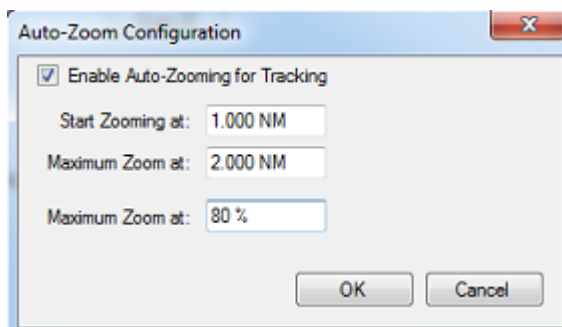 Auto-Zoom Configuration
Enable Auto-Zooming for Tracking
Start Zooming at: 1.000 NM
Maximum Zoom at: 2.000 NM
Maximum Zoom at: 80 %
OK Cancel